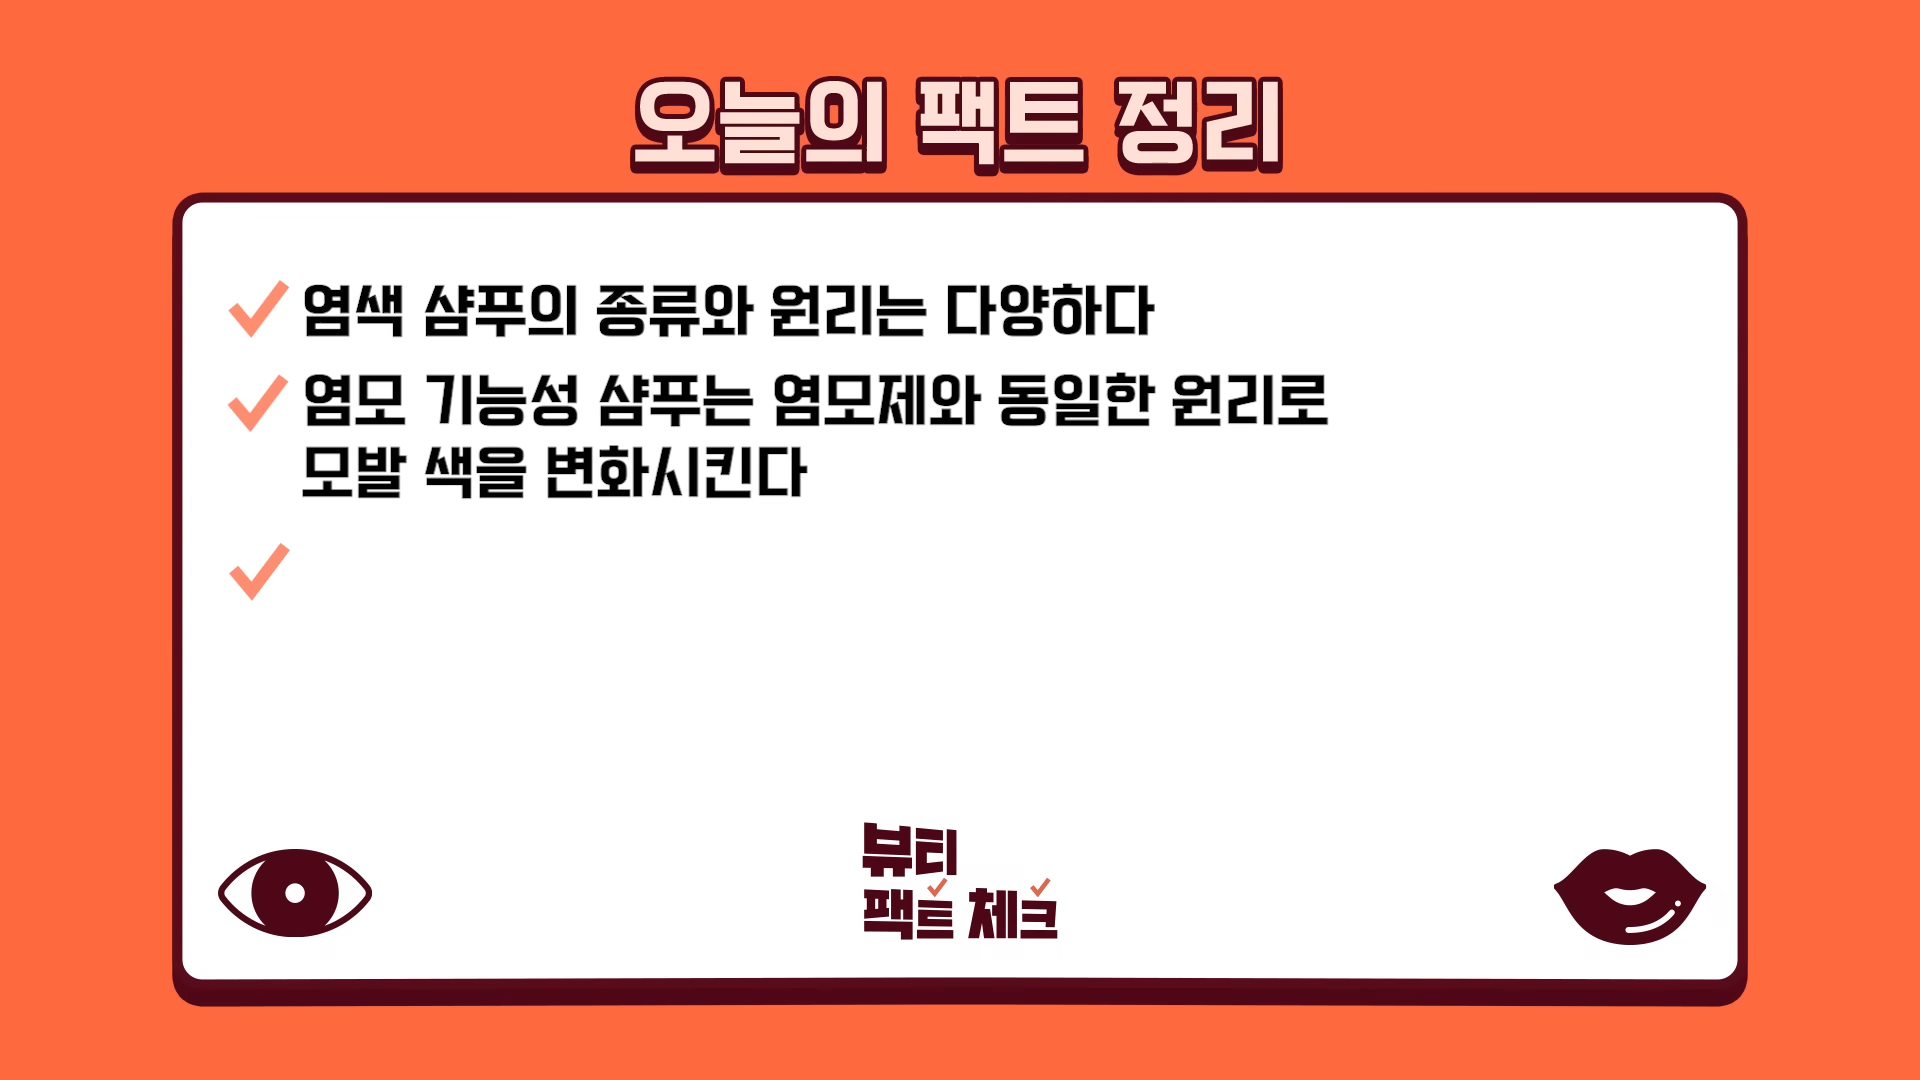 오늘의 팩트 정리
염색 샴푸의 종류와 원리는 다양하다
염모 기능성 샴푸는 염모제와 동일한 원리로
모발 색을 변화시킨다
뷰티
팩트 체크